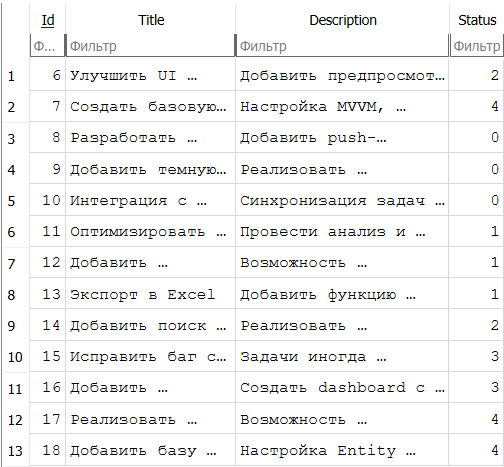 Id Title Description Status
Ф... Фильтр Фильтр Фильтр
1 6 Улучшить UI … Добавить предпросмот… 2
2 7 Создать базовую… Настройка MVVM, … 4
3 8 Разработать … Добавить push-… 0
4 9 Добавить темную… Реализовать … 0
5 10 Интеграция с … Синхронизация задач … 0
6 11 Оптимизировать … Провести анализ и … 1
7 12 Добавить … Возможность … 1
8 13 Экспорт в Excel Добавить функцию … 1
9 14 Добавить поиск … Реализовать … 2
10 15 Исправить баг с… Задачи иногда … 3
11 16 Добавить … Создать dashboard с … 3
12 17 Реализовать … Возможность … 4
13 18 Добавить базу … Настройка Entity … 4